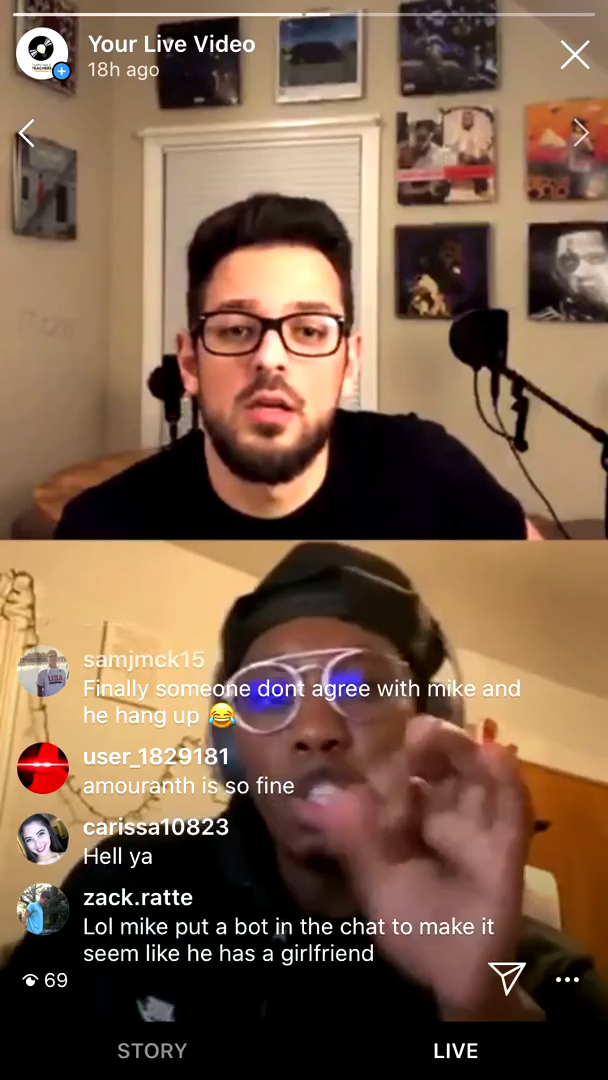 Your Live Video
18h ago
samjmck15
Finally someone dont agree with mike and
he hang up 😂
user_1829181
amouranth is so fine
carissa10823
Hell ya
zack.ratte
Lol mike put a bot in the chat to make it
seem like he has a girlfriend
69
STORY
LIVE